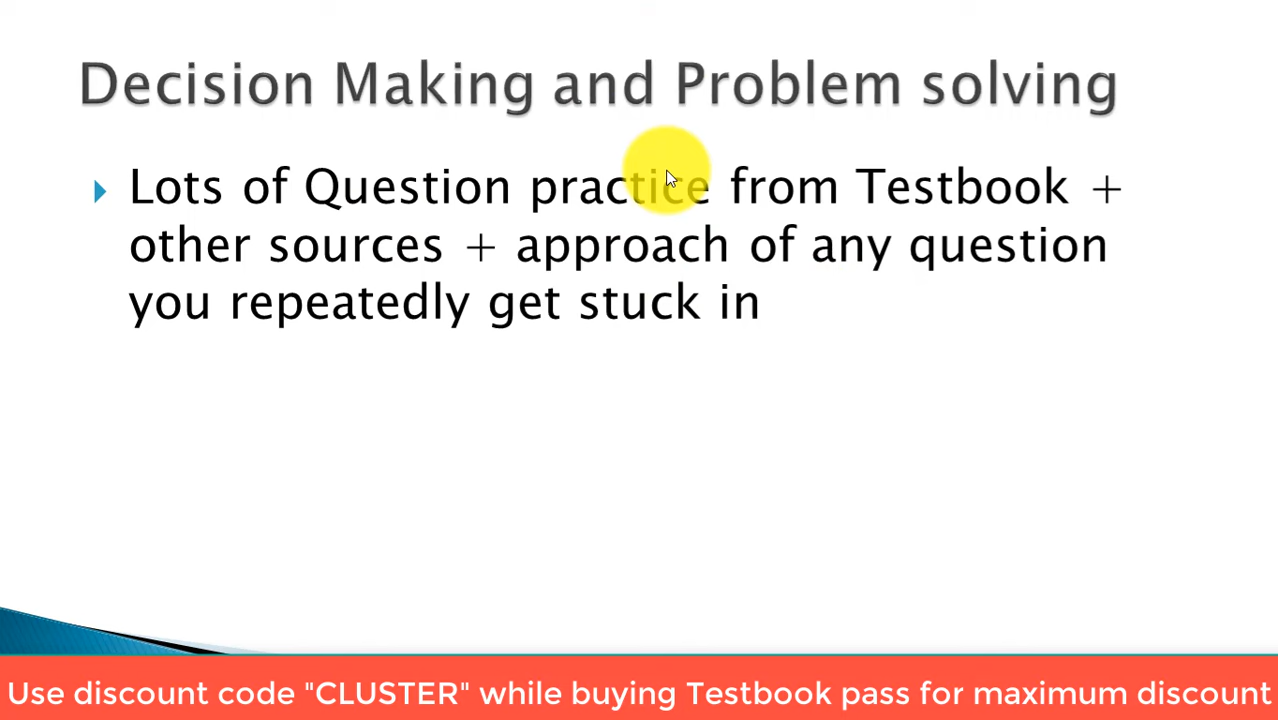 Decision Making and Problem solving
Lots of Question practice from Testbook +
other sources + approach of any question
you repeatedly get stuck in
Use discount code "CLUSTER" while buying Testbook pass for maximum discount